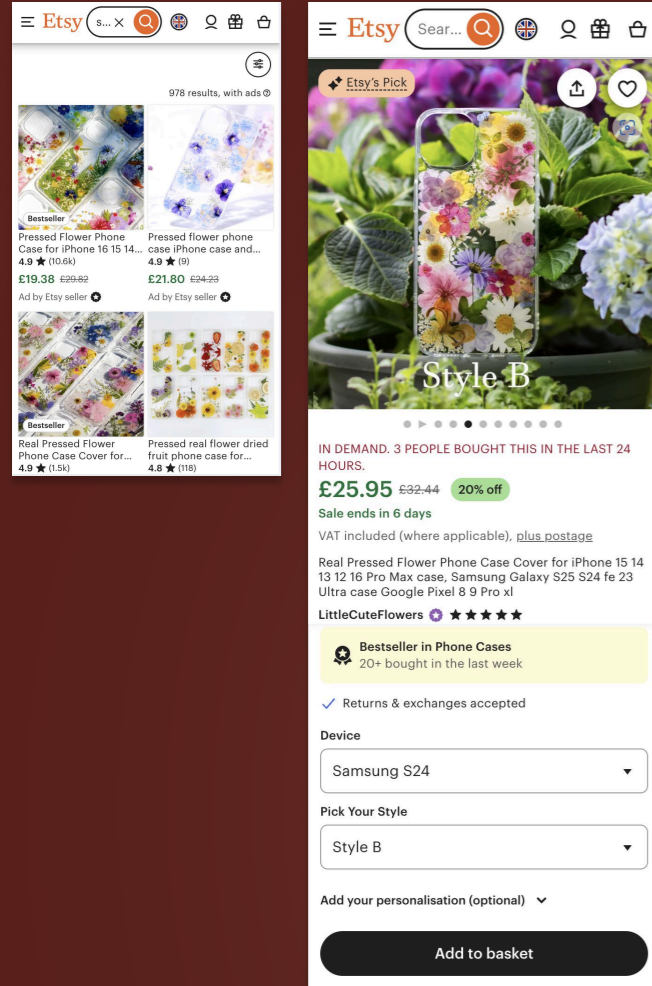 Etsy
s...
978 results, with ads
Bestseller
Pressed Flower Phone
Case for iPhone 16 15 14...
4.9 ★ (10.6k)
£19.38 £29.82
Ad by Etsy seller
Pressed flower phone
case iPhone case and...
4.9 ★ (9)
£21.80 £24.23
Ad by Etsy seller
Bestseller
Real Pressed Flower
Phone Case Cover for...
4.9 ★ (1.5k)
Pressed real flower dried
fruit phone case for...
4.8 ★ (118)
Etsy
Sear...
Etsy's Pick
Style B
IN DEMAND. 3 PEOPLE BOUGHT THIS IN THE LAST 24
HOURS.
£25.95 £32.44 20% off
Sale ends in 6 days
VAT included (where applicable), plus postage
Real Pressed Flower Phone Case Cover for iPhone 15 14
13 12 16 Pro Max case, Samsung Galaxy S25 S24 fe 23
Ultra case Google Pixel 8 9 Pro xl
LittleCuteFlowers ★★★★★
Bestseller in Phone Cases
20+ bought in the last week
Returns & exchanges accepted
Device
Samsung S24
Pick Your Style
Style B
Add your personalisation (optional)
Add to basket